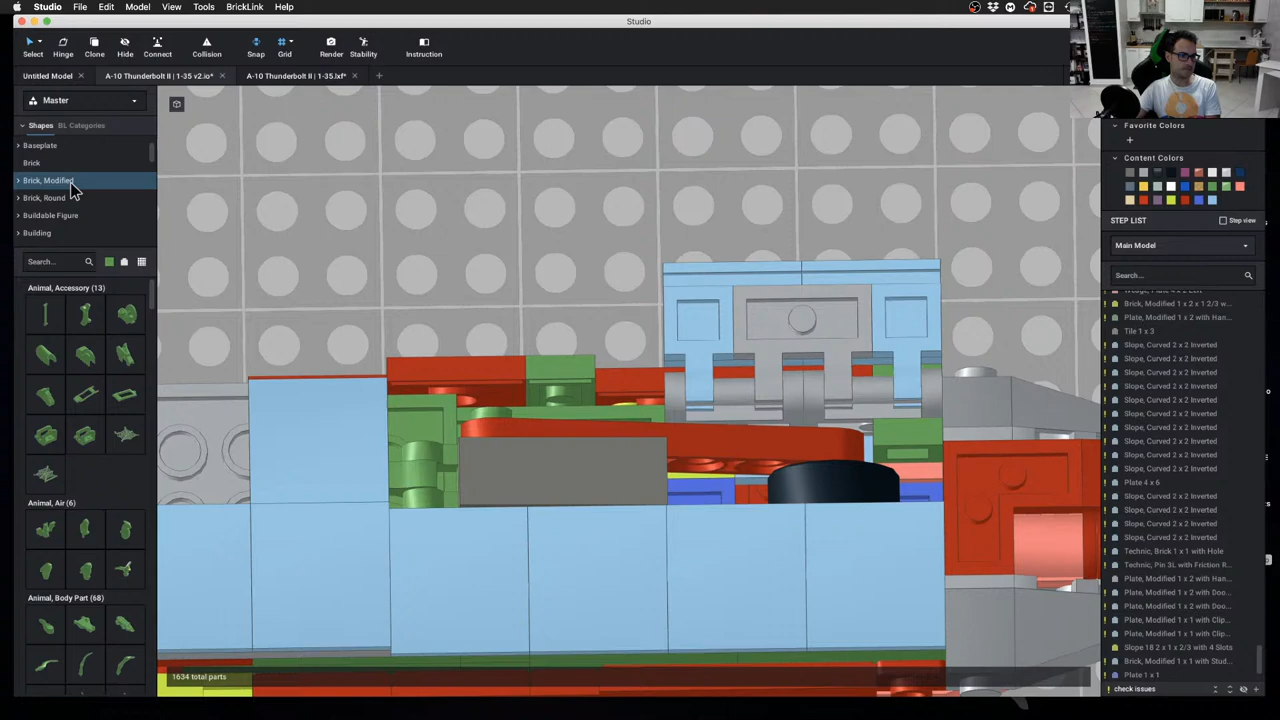 Studio File Edit Model View Tools BrickLink Window Help
Studio
Select Hinge Clone Hide Connect Collision Snap Grid Render Stability Instruction
Untitled Model
A-10 Thunderbolt II | 1-35 v2.io*
A-10 Thunderbolt II | 1-35.lxf*
Master
Shapes BL Categories
Baseplate
Brick
Brick, Modified
Brick, Round
Buildable Figure
Building
Search...
Animal, Accessory (13)
Animal, Air (6)
Animal, Body Part (68)
1634 total parts
Favorite Colors
Content Colors
STEP LIST
Step view
Main Model
Search...
Brick, Modified 1 x 2 x 1 2/3 w...
Plate, Modified 1 x 2 with Han...
Tile 1 x 3
Slope, Curved 2 x 2 Inverted
Slope, Curved 2 x 2 Inverted
Slope, Curved 2 x 2 Inverted
Slope, Curved 2 x 2 Inverted
Slope, Curved 2 x 2 Inverted
Slope, Curved 2 x 2 Inverted
Slope, Curved 2 x 2 Inverted
Slope, Curved 2 x 2 Inverted
Slope, Curved 2 x 2 Inverted
Slope, Curved 2 x 2 Inverted
Plate 4 x 6
Slope, Curved 2 x 2 Inverted
Slope, Curved 2 x 2 Inverted
Slope, Curved 2 x 2 Inverted
Slope, Curved 2 x 2 Inverted
Technic, Brick 1 x 1 with Hole
Technic, Pin 3L with Friction R...
Plate, Modified 1 x 2 with Han...
Plate, Modified 1 x 2 with Doo...
Plate, Modified 1 x 2 with Doo...
Plate, Modified 1 x 2 with Clip...
Plate, Modified 1 x 2 with Clip...
Slope 18 2 x 1 x 2/3 with 4 Slots
Brick, Modified 1 x 1 with Stud...
Plate 1 x 1
check issues